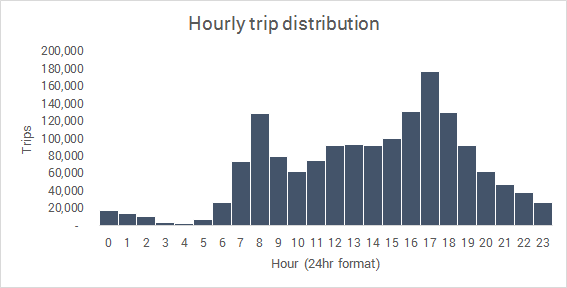 Hourly trip distribution
200,000
180,000
160,000
140,000
120,000
100,000
80,000
60,000
40,000
20,000
-
Trips
0 1 2 3 4 5 6 7 8 9 10 11 12 13 14 15 16 17 18 19 20 21 22 23
Hour (24hr format)